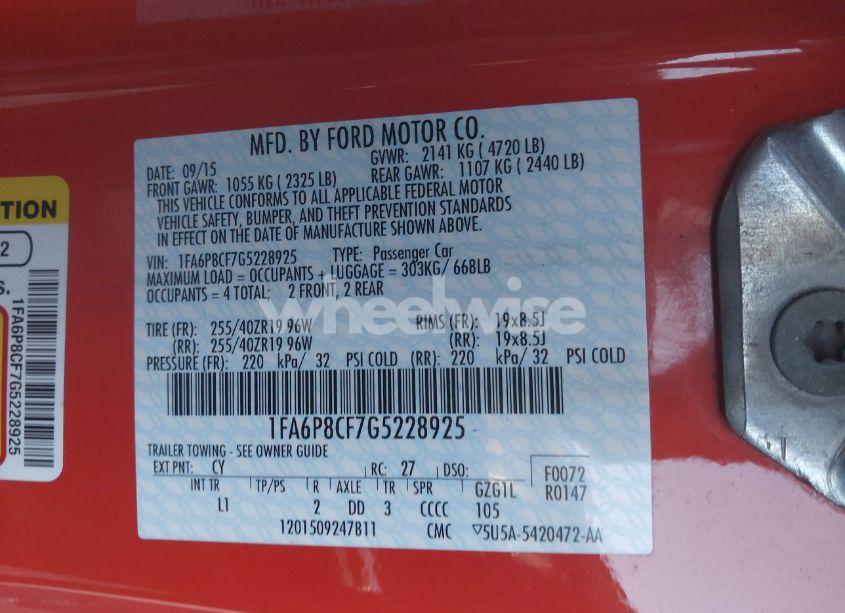 MFD. BY FORD MOTOR CO.
DATE: 09/15 GVWR: 2141 KG ( 4720 LB)
FRONT GAWR: 1055 KG ( 2325 LB) REAR GAWR: 1107 KG ( 2440 LB)
THIS VEHICLE CONFORMS TO ALL APPLICABLE FEDERAL MOTOR
VEHICLE SAFETY, BUMPER, AND THEFT PREVENTION STANDARDS
IN EFFECT ON THE DATE OF MANUFACTURE SHOWN ABOVE.
VIN: 1FA6P8CF7G5228925 TYPE: Passenger Car
MAXIMUM LOAD = OCCUPANTS + LUGGAGE = 303KG/ 668LB
OCCUPANTS = 4 TOTAL; 2 FRONT, 2 REAR
wheelwise
TIRE (FR): 255/40ZR19 96W RIMS (FR): 19x8.5J
(RR): 255/40ZR19 96W (RR): 19x8.5J
PRESSURE (FR): 220 kPa/ 32 PSI COLD (RR): 220 kPa/ 32 PSI COLD
1FA6P8CF7G5228925
TRAILER TOWING - SEE OWNER GUIDE
EXT PNT: CY RC: 27 DSO: F0072
R0147
INT TR TP/PS R AXLE TR SPR GZG1L
L1 2 DD 3 CCCC 105
1201509247811 CMC ▽5U5A-5420472-AA
TION
2
S.
1FA6P8CF7G5228925